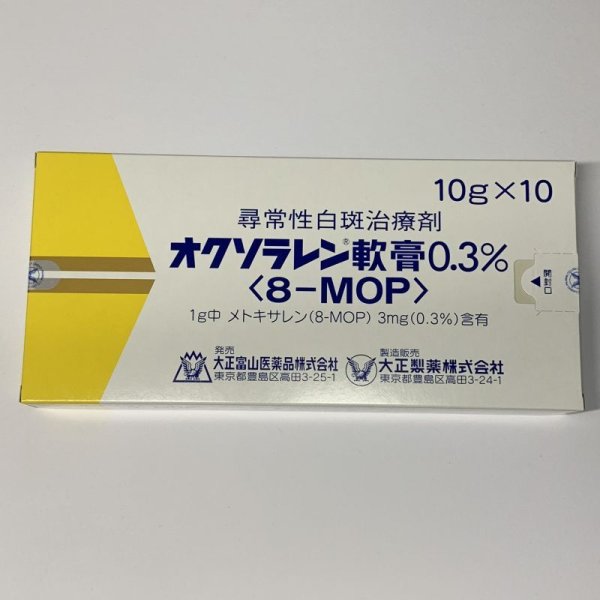 10g×10
尋常性白斑治療剤
オクソラレン®軟膏0.3%
〈8-MOP〉
1g中 メトキサレン(8-MOP) 3mg(0.3%)含有
発売
大正富山医薬品株式会社
東京都豊島区高田3-25-1
製造販売
大正製薬株式会社
東京都豊島区高田3-24-1
開封口